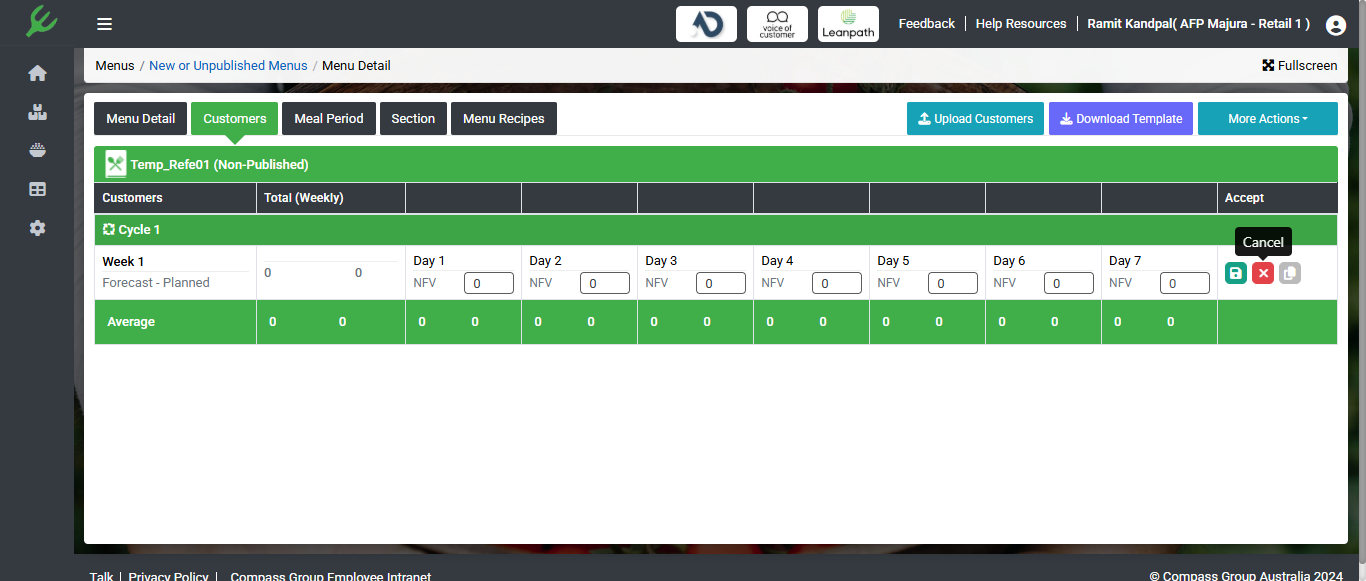 AD
voice of customer
Leanpath
Feedback | Help Resources | Ramit Kandpal( AFP Majura - Retail 1 )
Menus / New or Unpublished Menus / Menu Detail
Fullscreen
Menu Detail Customers Meal Period Section Menu Recipes
Upload Customers Download Template More Actions
Temp_Refe01 (Non-Published)
Customers Total (Weekly) Accept
Cycle 1
Cancel
Week 1 Day 1 Day 2 Day 3 Day 4 Day 5 Day 6 Day 7
Forecast - Planned 0 0 NFV 0 NFV 0 NFV 0 NFV 0 NFV 0 NFV 0 NFV 0
Average 0 0 0 0 0 0 0 0 0 0 0 0 0 0 0 0
Talk | Privacy Policy | Compass Group Employee Intranet
© Compass Group Australia 2024